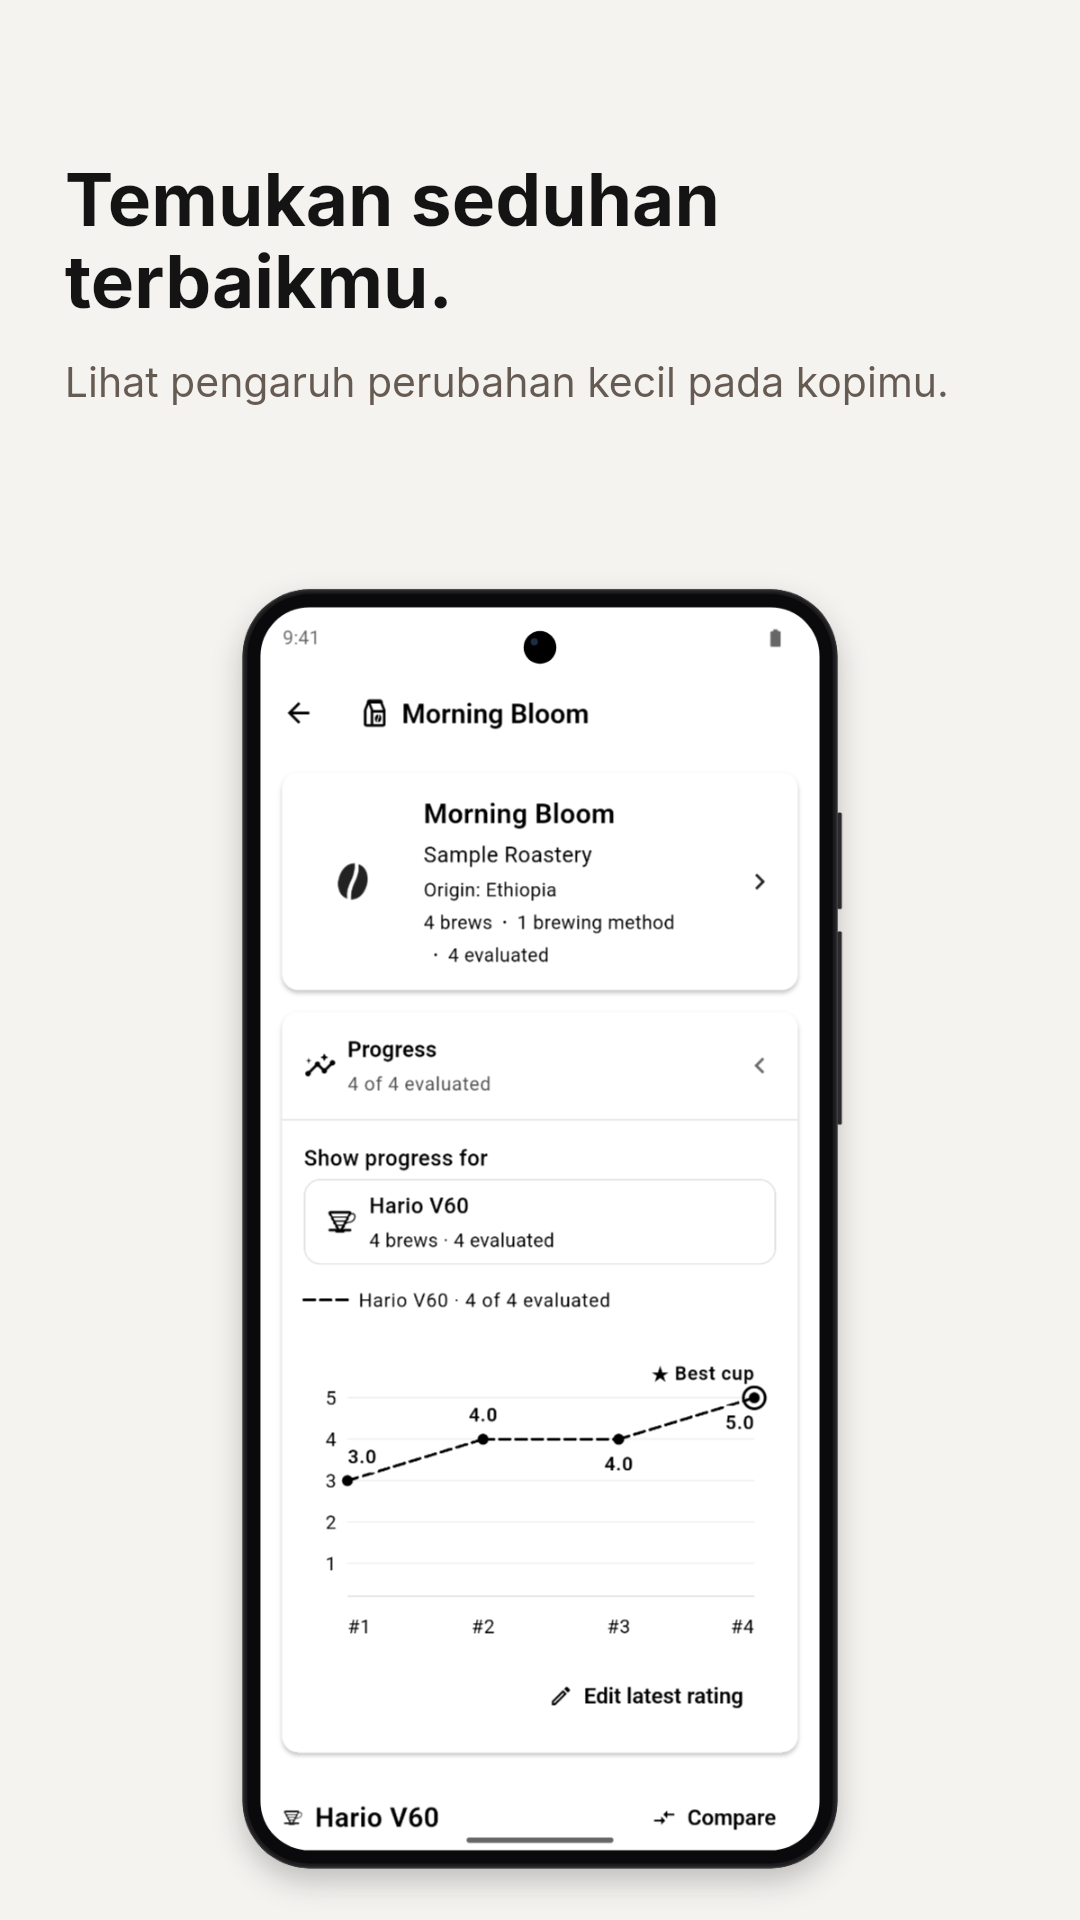 Temukan seduhan
terbaikmu.
Lihat pengaruh perubahan kecil pada kopimu.
9:41
Morning Bloom
Morning Bloom
Sample Roastery
Origin: Ethiopia
4 brews · 1 brewing method
· 4 evaluated
Progress
4 of 4 evaluated
Show progress for
Hario V60
4 brews · 4 evaluated
Hario V60 · 4 of 4 evaluated
★ Best cup
5
4.0
5.0
4
3.0
4.0
3
2
1
#1 #2 #3 #4
Edit latest rating
Hario V60 Compare